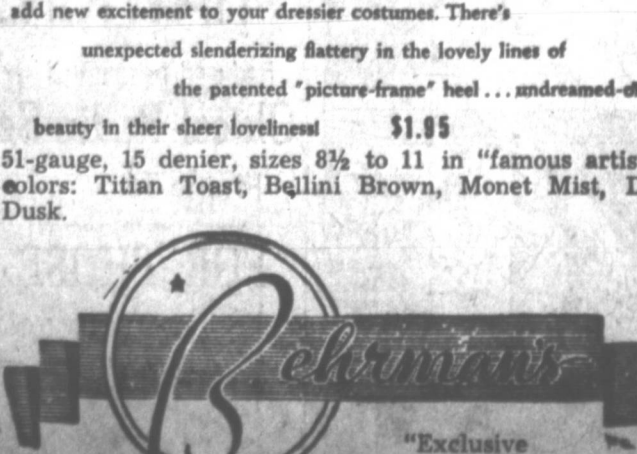 add new excitement to your dressier costumes. There's
unexpected slenderizing flattery in the lovely lines of
the patented "picture-frame" heel . . . undreamed-of
beauty in their sheer loveliness! $1.95
51-gauge, 15 denier, sizes 8½ to 11 in "famous artis
colors: Titian Toast, Bellini Brown, Monet Mist, D
Dusk.
Behrman's
"Exclusive